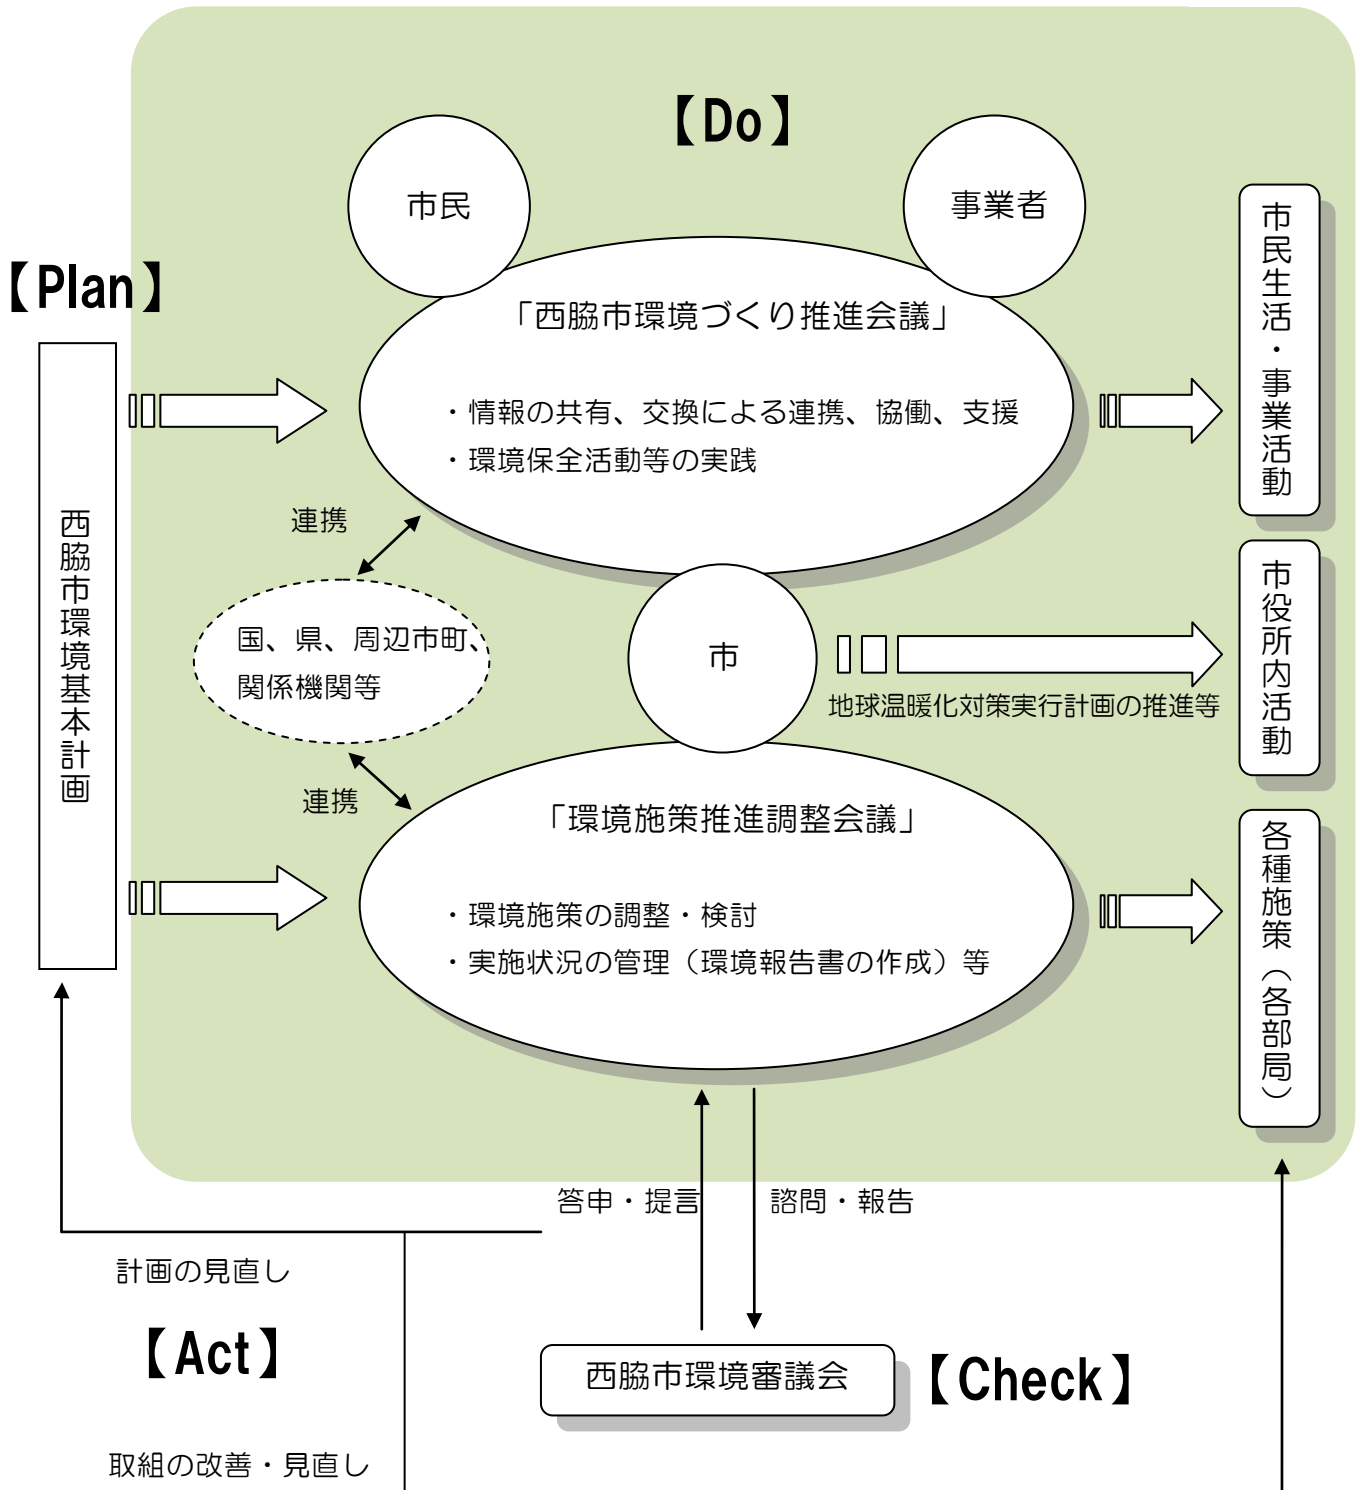 【Do】
市民
事業者
【Plan】
「西脇市環境づくり推進会議」
・情報の共有、交換による連携、協働、支援
・環境保全活動等の実践
市民生活・事業活動
西脇市環境基本計画
連携
国、県、周辺市町、
関係機関等
市
地球温暖化対策実行計画の推進等
市役所内活動
連携
「環境施策推進調整会議」
・環境施策の調整・検討
・実施状況の管理（環境報告書の作成）等
各種施策（各部局）
答申・提言
諮問・報告
計画の見直し
【Act】
西脇市環境審議会
【Check】
取組の改善・見直し